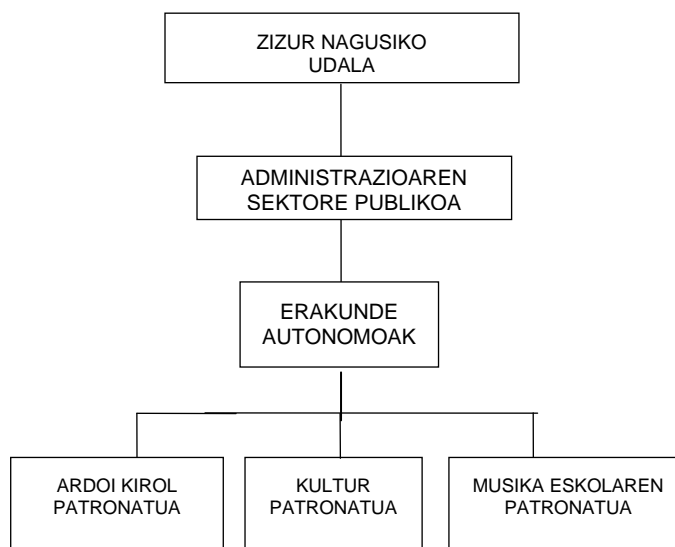 ZIZUR NAGUSIKO
UDALA
ADMINISTRAZIOAREN
SEKTORE PUBLIKOA
ERAKUNDE
AUTONOMOAK
ARDOI KIROL
PATRONATUA
KULTUR
PATRONATUA
MUSIKA ESKOLAREN
PATRONATUA